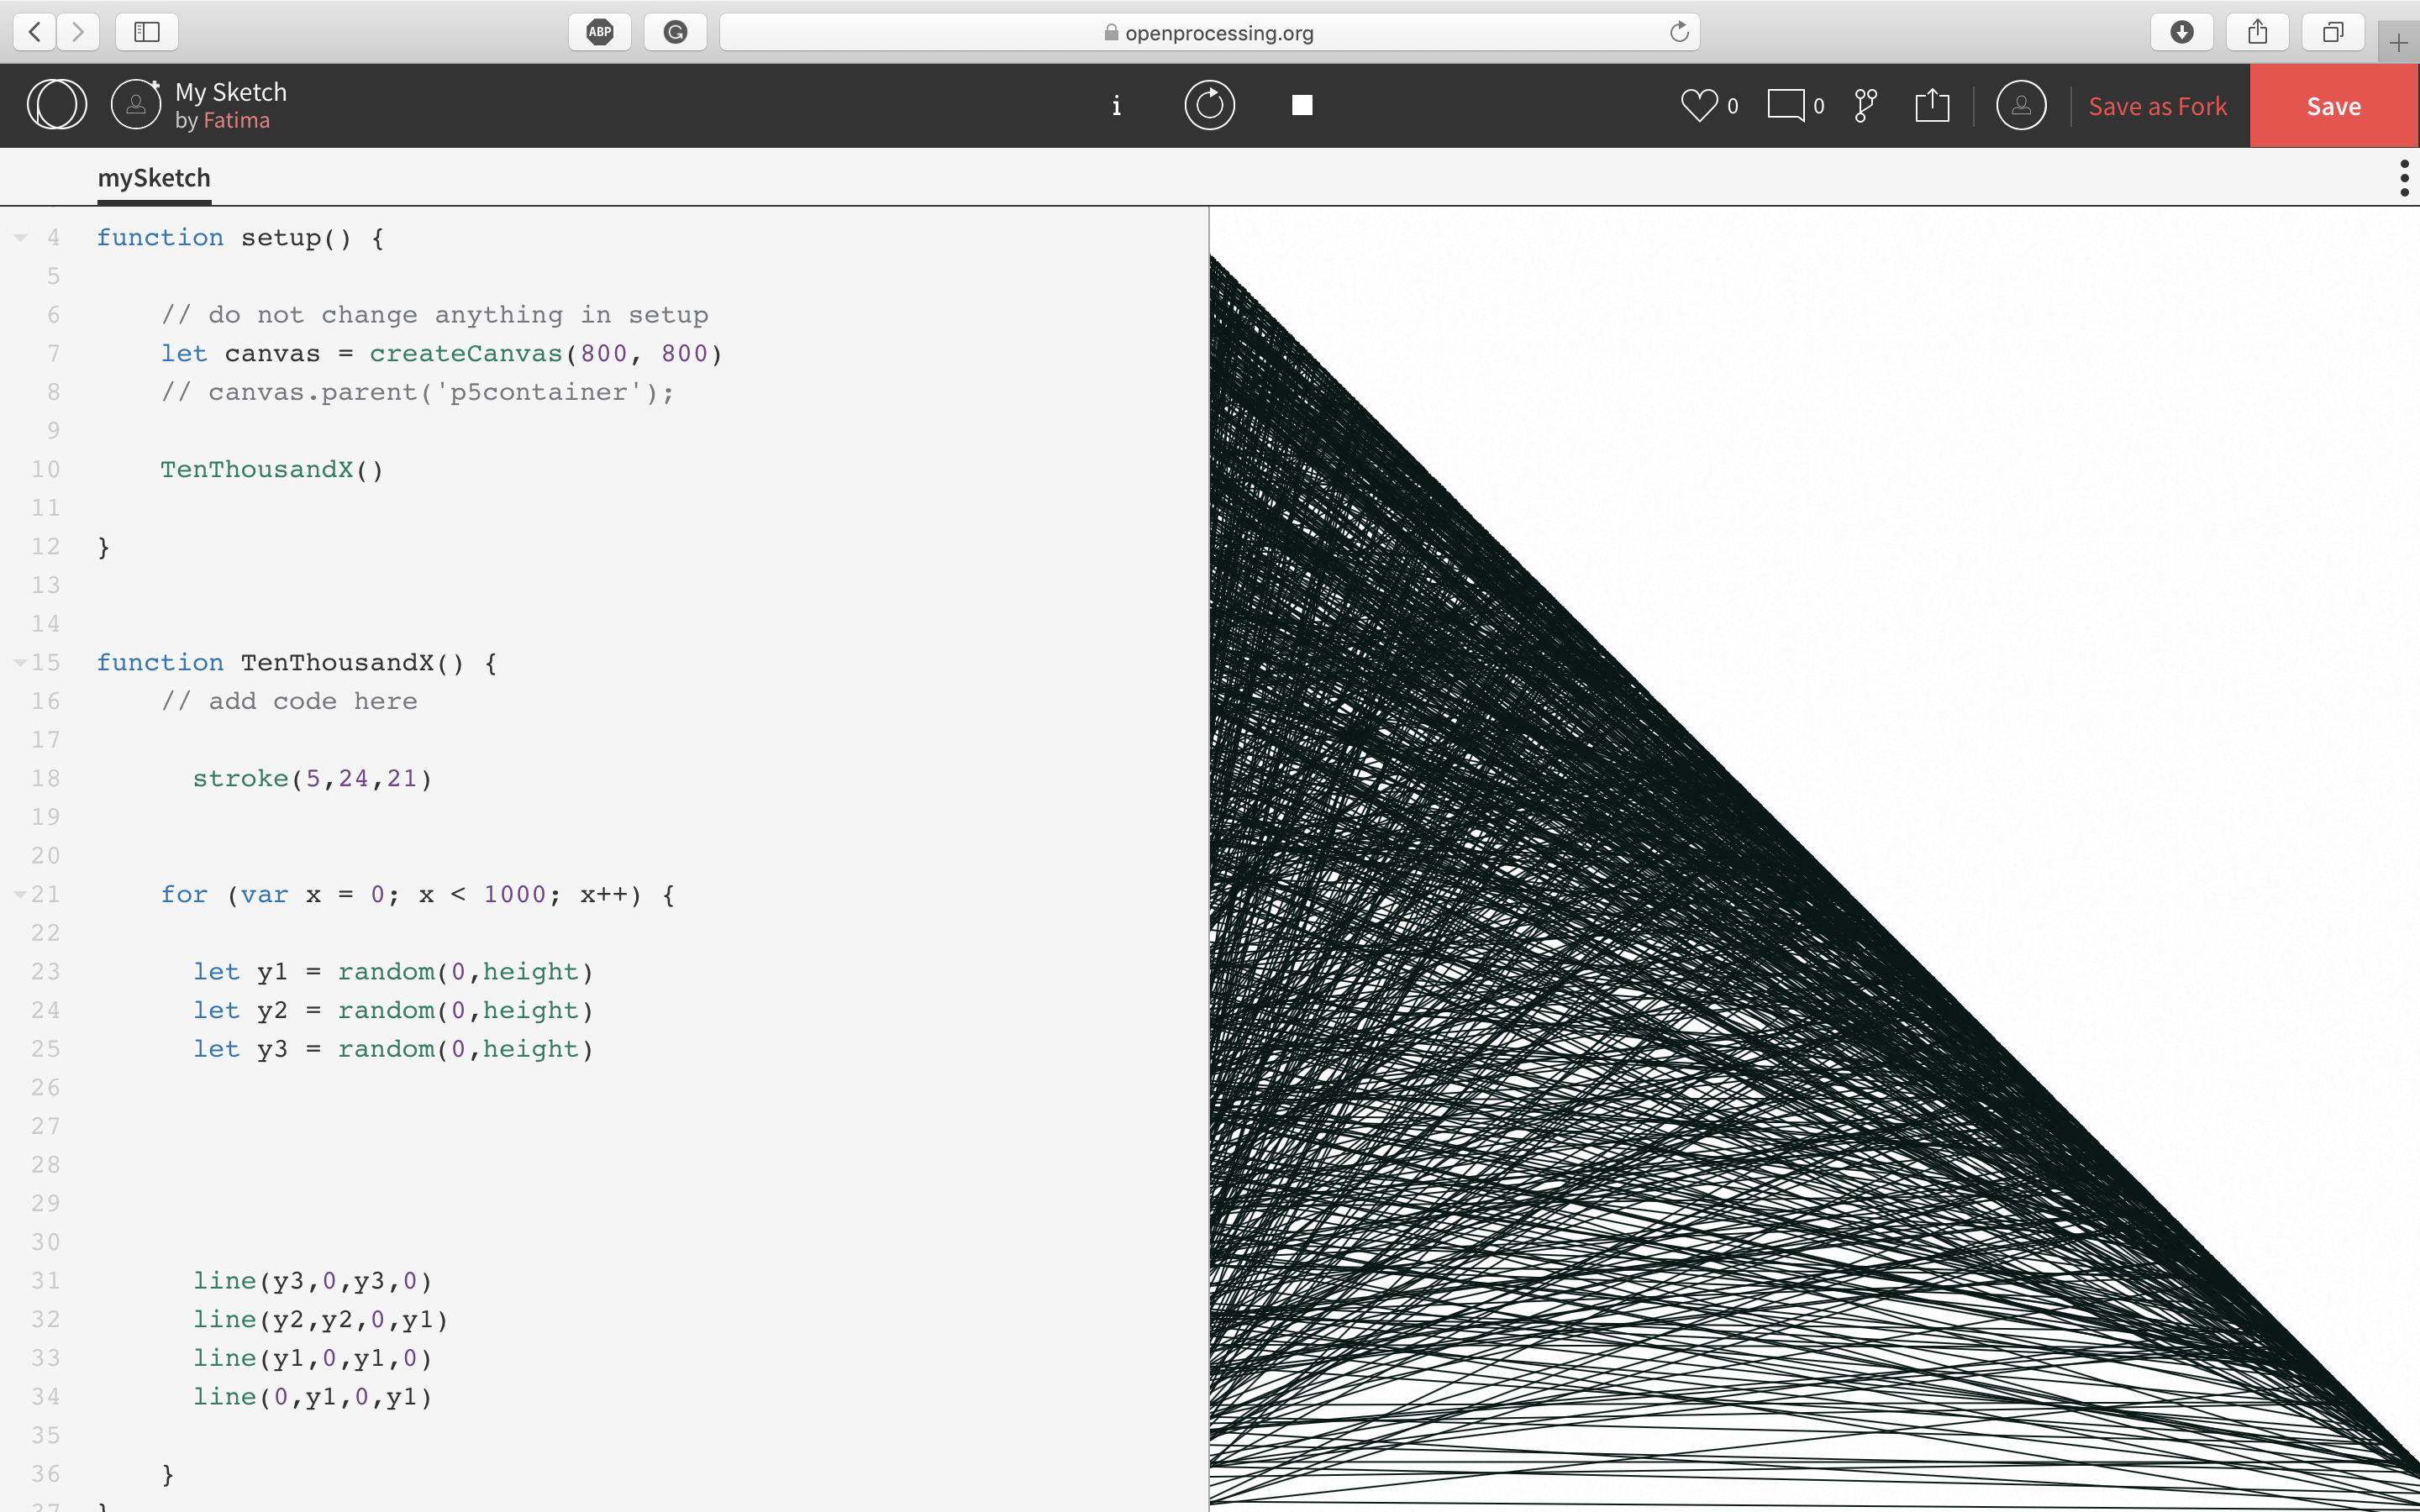 ABP
openprocessing.org
My Sketch
by Fatima
i
0
0
Save as Fork
Save
mySketch
4 function setup() {
5
6 // do not change anything in setup
7 let canvas = createCanvas(800, 800)
8 // canvas.parent('p5container');
9
10 TenThousandX()
11
12 }
13
14
15 function TenThousandX() {
16 // add code here
17
18 stroke(5,24,21)
19
20
21 for (var x = 0; x < 1000; x++) {
22
23 let y1 = random(0,height)
24 let y2 = random(0,height)
25 let y3 = random(0,height)
26
27
28
29
30
31 line(y3,0,y3,0)
32 line(y2,y2,0,y1)
33 line(y1,0,y1,0)
34 line(0,y1,0,y1)
35
36 }
37 }